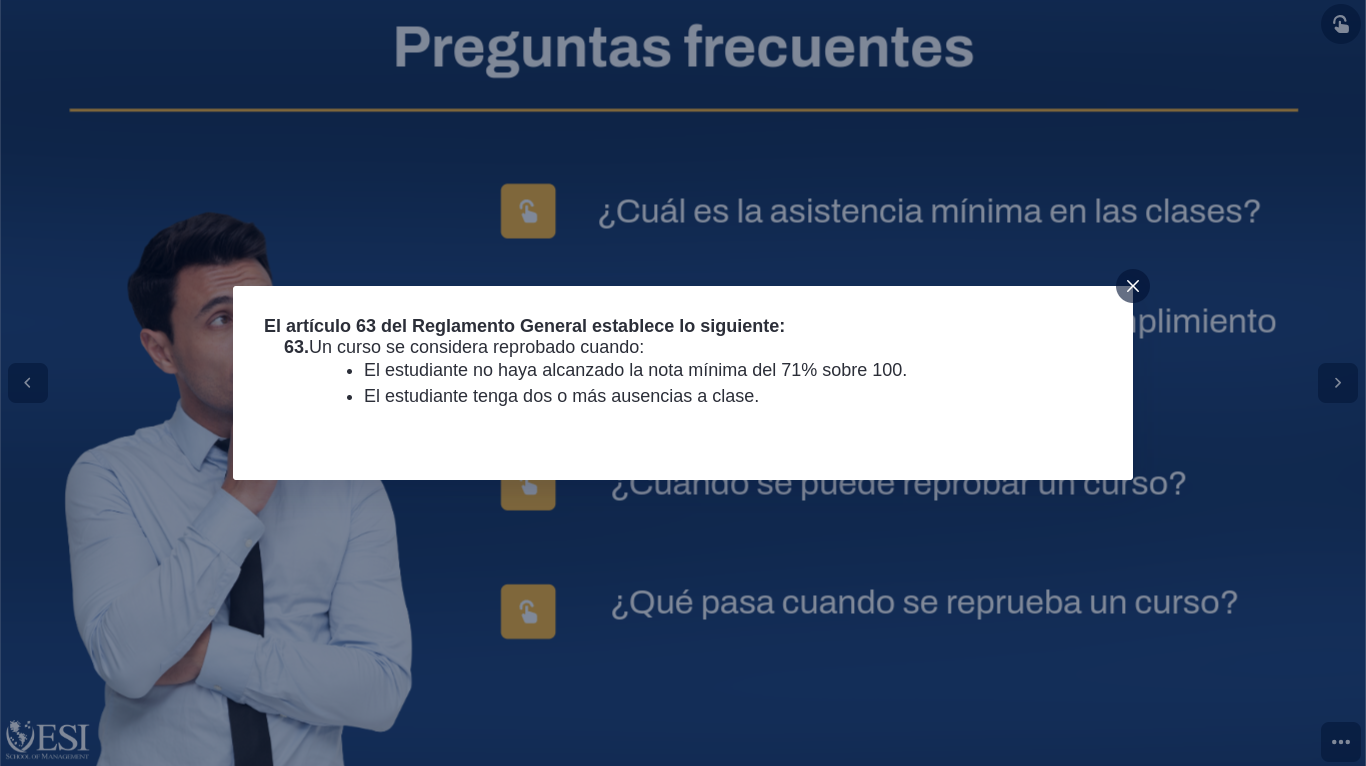 Preguntas frecuentes
¿Cuál es la asistencia mínima en las clases?
El artículo 63 del Reglamento General establece lo siguiente:
63.Un curso se considera reprobado cuando:
• El estudiante no haya alcanzado la nota mínima del 71% sobre 100.
• El estudiante tenga dos o más ausencias a clase.
¿Cuándo se puede reprobar un curso?
¿Qué pasa cuando se reprueba un curso?
ESI
SCHOOL OF MANAGEMENT